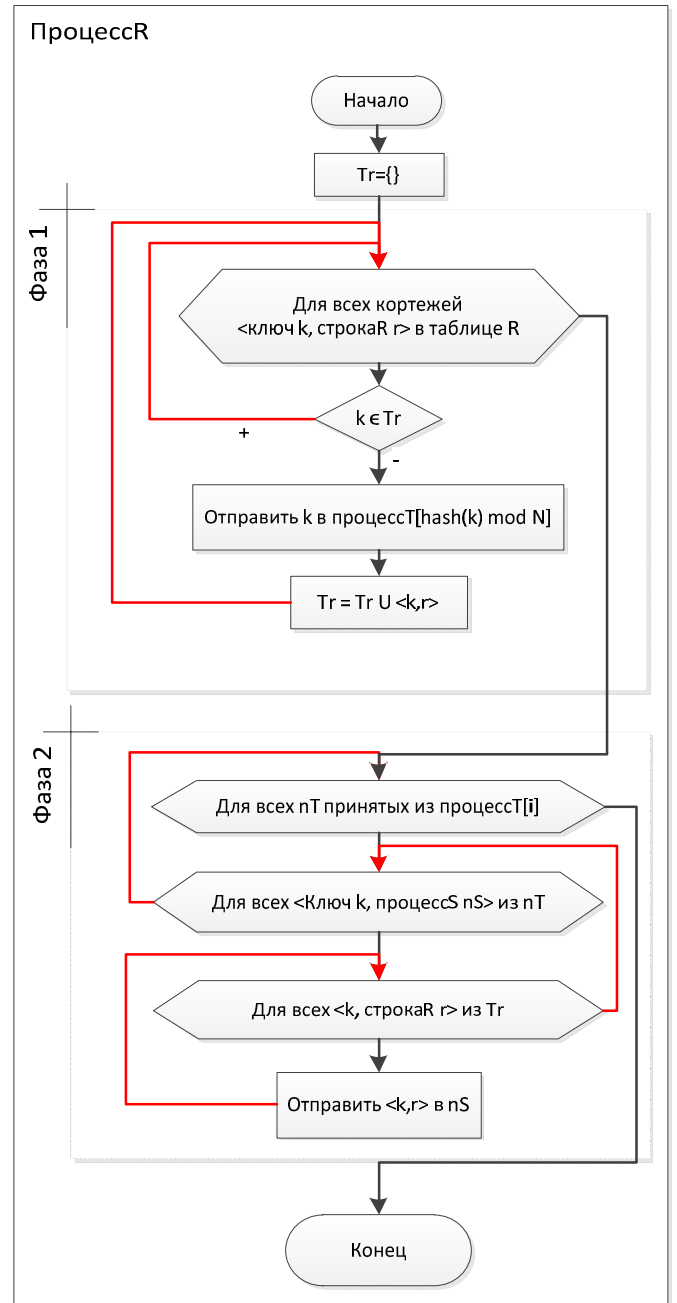 ПроцессR
Начало
Tr={}
Фаза 1
Для всех кортежей
<ключ k, строкаR r> в таблице R
k ∈ Tr
+
-
Отправить k в процессT[hash(k) mod N]
Tr = Tr U <k,r>
Фаза 2
Для всех nT принятых из процессT[i]
Для всех <Ключ k, процессS nS> из nT
Для всех <k, строкаR r> из Tr
Отправить <k,r> в nS
Конец